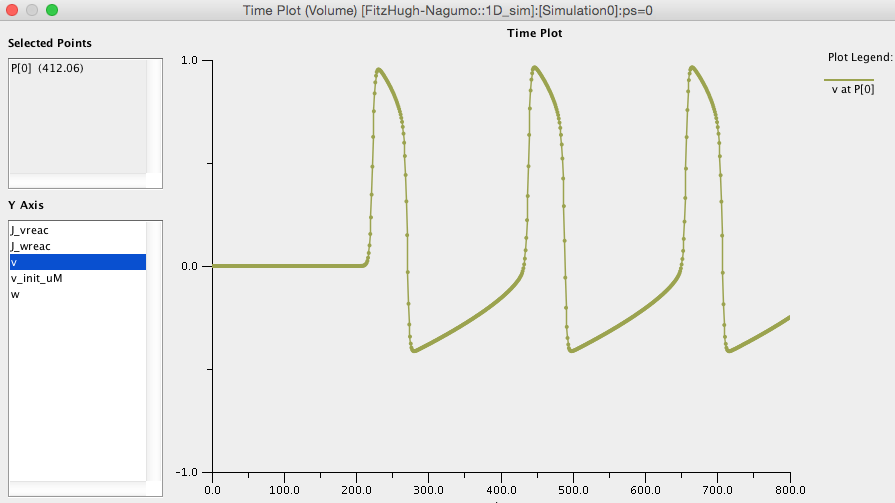 Time Plot (Volume) [FitzHugh-Nagumo::1D_sim]:[Simulation0]:ps=0
Selected Points
P[0] (412.06)
Y Axis
J_vreac
J_wreac
v
v_init_uM
w
Time Plot
1.0
0.0
-1.0
0.0 100.0 200.0 300.0 400.0 500.0 600.0 700.0 800.0
Plot Legend:
v at P[0]